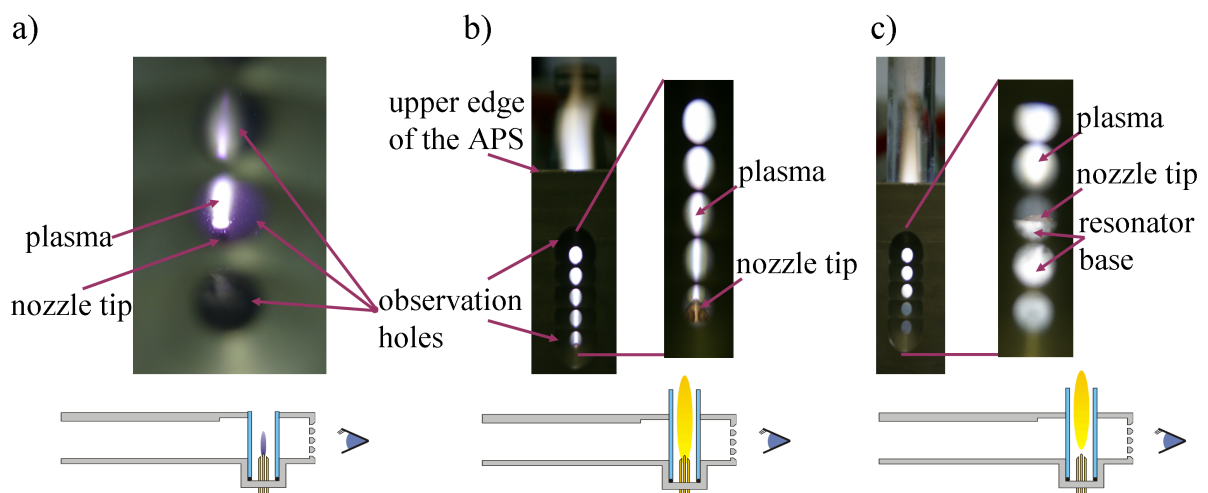 a)
b)
c)
plasma
nozzle tip
observation
holes
upper edge
of the APS
plasma
nozzle tip
plasma
nozzle tip
resonator
base